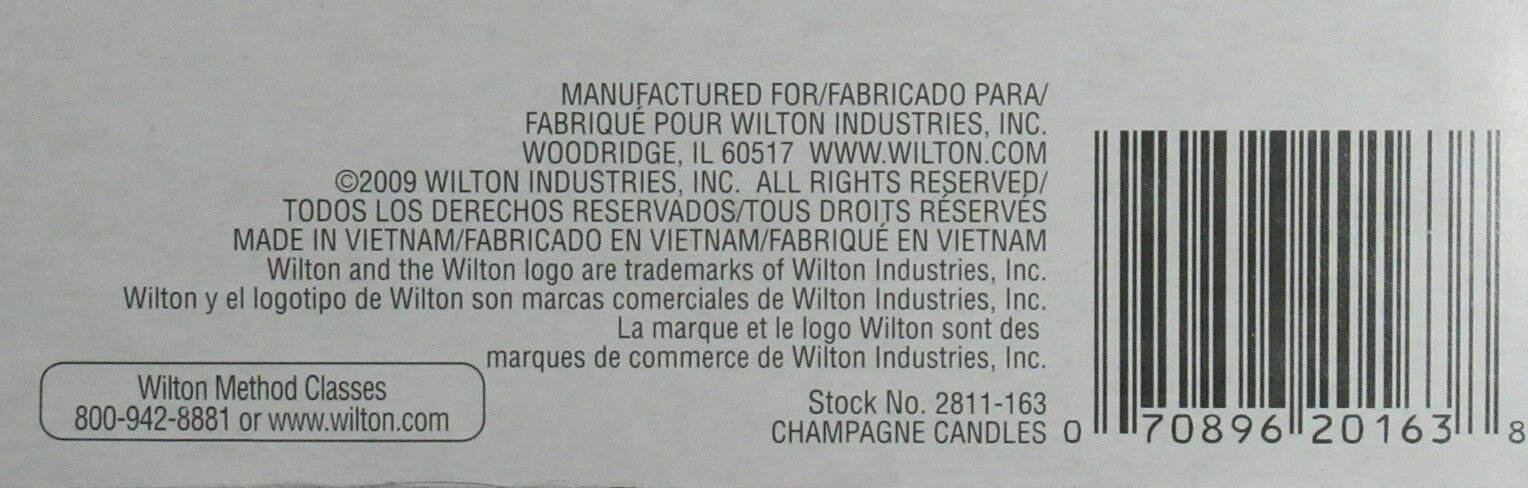 MANUFACTURED FOR/FABRICADO PARA/
FABRIQUÉ POUR WILTON INDUSTRIES, INC.
WOODRIDGE, IL 60517 WWW.WILTON.COM
©2009 WILTON INDUSTRIES, INC. ALL RIGHTS RESERVED/
TODOS LOS DERECHOS RESERVADOS/TOUS DROITS RÉSERVÉS
MADE IN VIETNAM/FABRICADO EN VIETNAM/FABRIQUÉ EN VIETNAM
Wilton and the Wilton logo are trademarks of Wilton Industries, Inc.
Wilton y el logotipo de Wilton son marcas comerciales de Wilton Industries, Inc.
La marque et le logo Wilton sont des
marques de commerce de Wilton Industries, Inc.
Wilton Method Classes
800-942-8881 or www.wilton.com
Stock No. 2811-163
CHAMPAGNE CANDLES
0 70896 20163 8